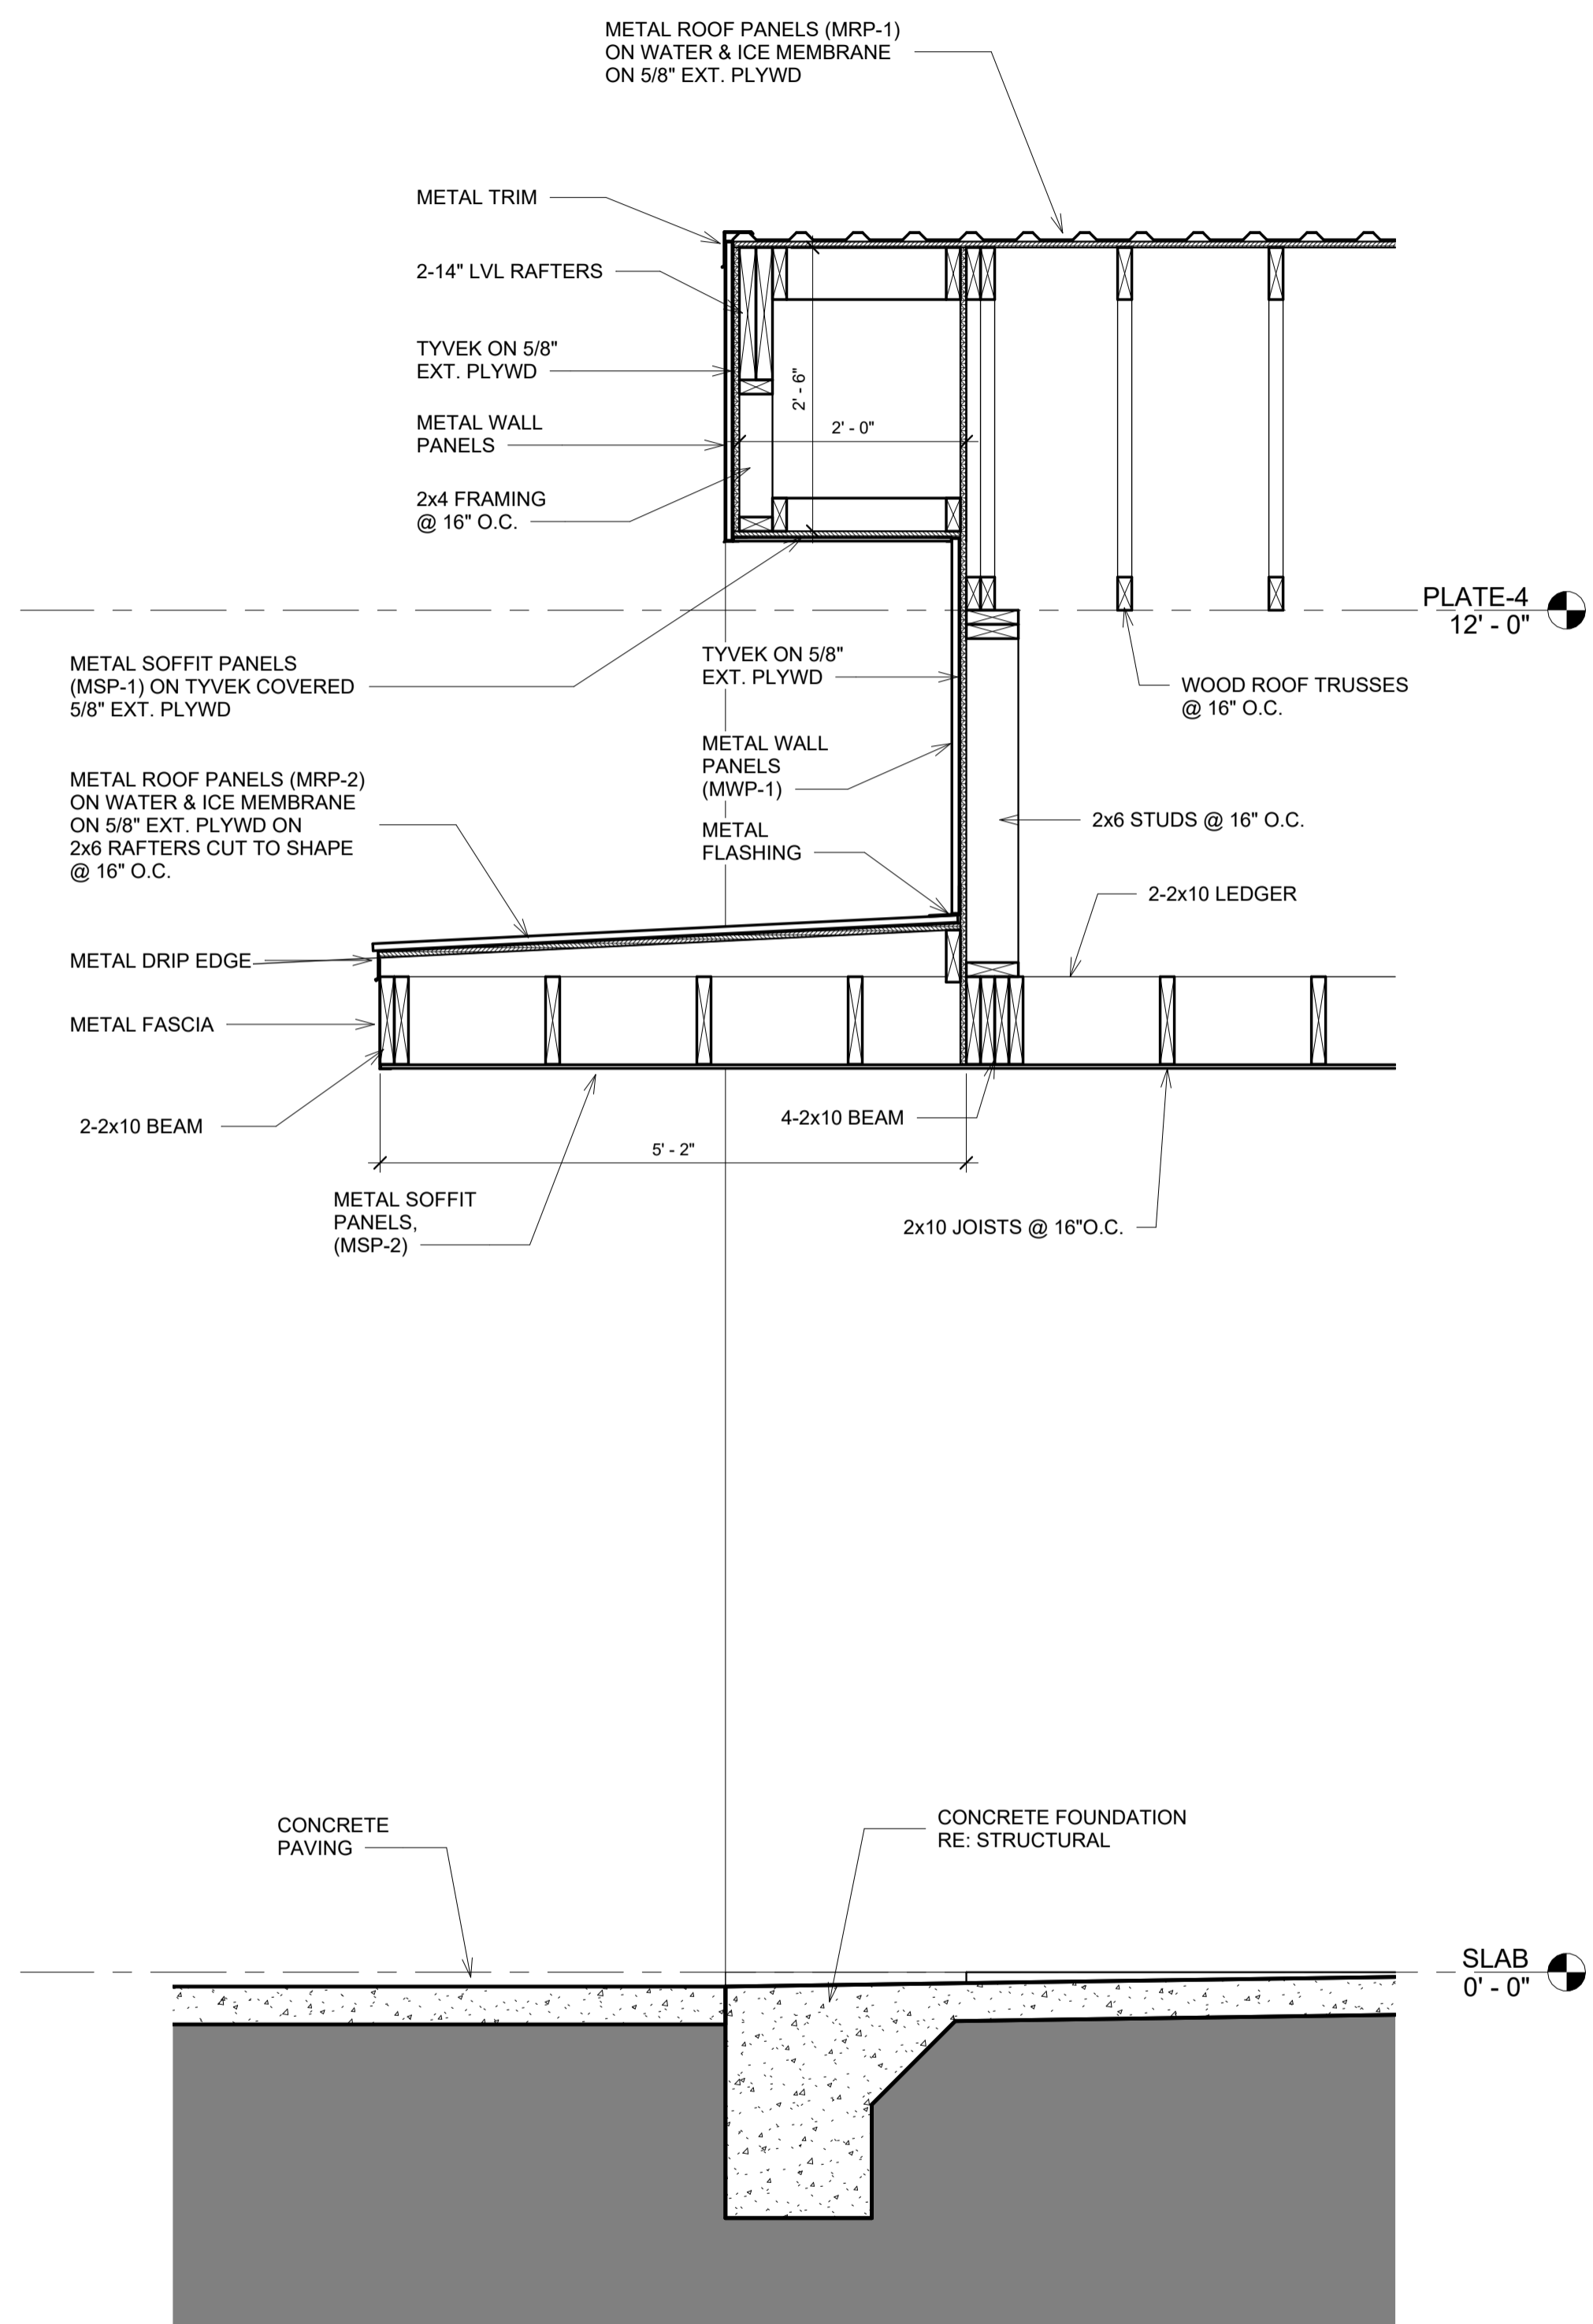 METAL ROOF PANELS (MRP-1)
ON WATER & ICE MEMBRANE
ON 5/8" EXT. PLYWD
METAL TRIM
2-14" LVL RAFTERS
TYVEK ON 5/8"
EXT. PLYWD
METAL WALL
PANELS
2x4 FRAMING
@ 16" O.C.
2' - 6"
2' - 0"
PLATE-4
12' - 0"
METAL SOFFIT PANELS
(MSP-1) ON TYVEK COVERED
5/8" EXT. PLYWD
TYVEK ON 5/8"
EXT. PLYWD
WOOD ROOF TRUSSES
@ 16" O.C.
METAL ROOF PANELS (MRP-2)
ON WATER & ICE MEMBRANE
ON 5/8" EXT. PLYWD ON
2x6 RAFTERS CUT TO SHAPE
@ 16" O.C.
METAL WALL
PANELS
(MWP-1)
METAL
FLASHING
2x6 STUDS @ 16" O.C.
2-2x10 LEDGER
METAL DRIP EDGE
METAL FASCIA
2-2x10 BEAM
4-2x10 BEAM
5' - 2"
METAL SOFFIT
PANELS,
(MSP-2)
2x10 JOISTS @ 16"O.C.
CONCRETE
PAVING
CONCRETE FOUNDATION
RE: STRUCTURAL
SLAB
0' - 0"